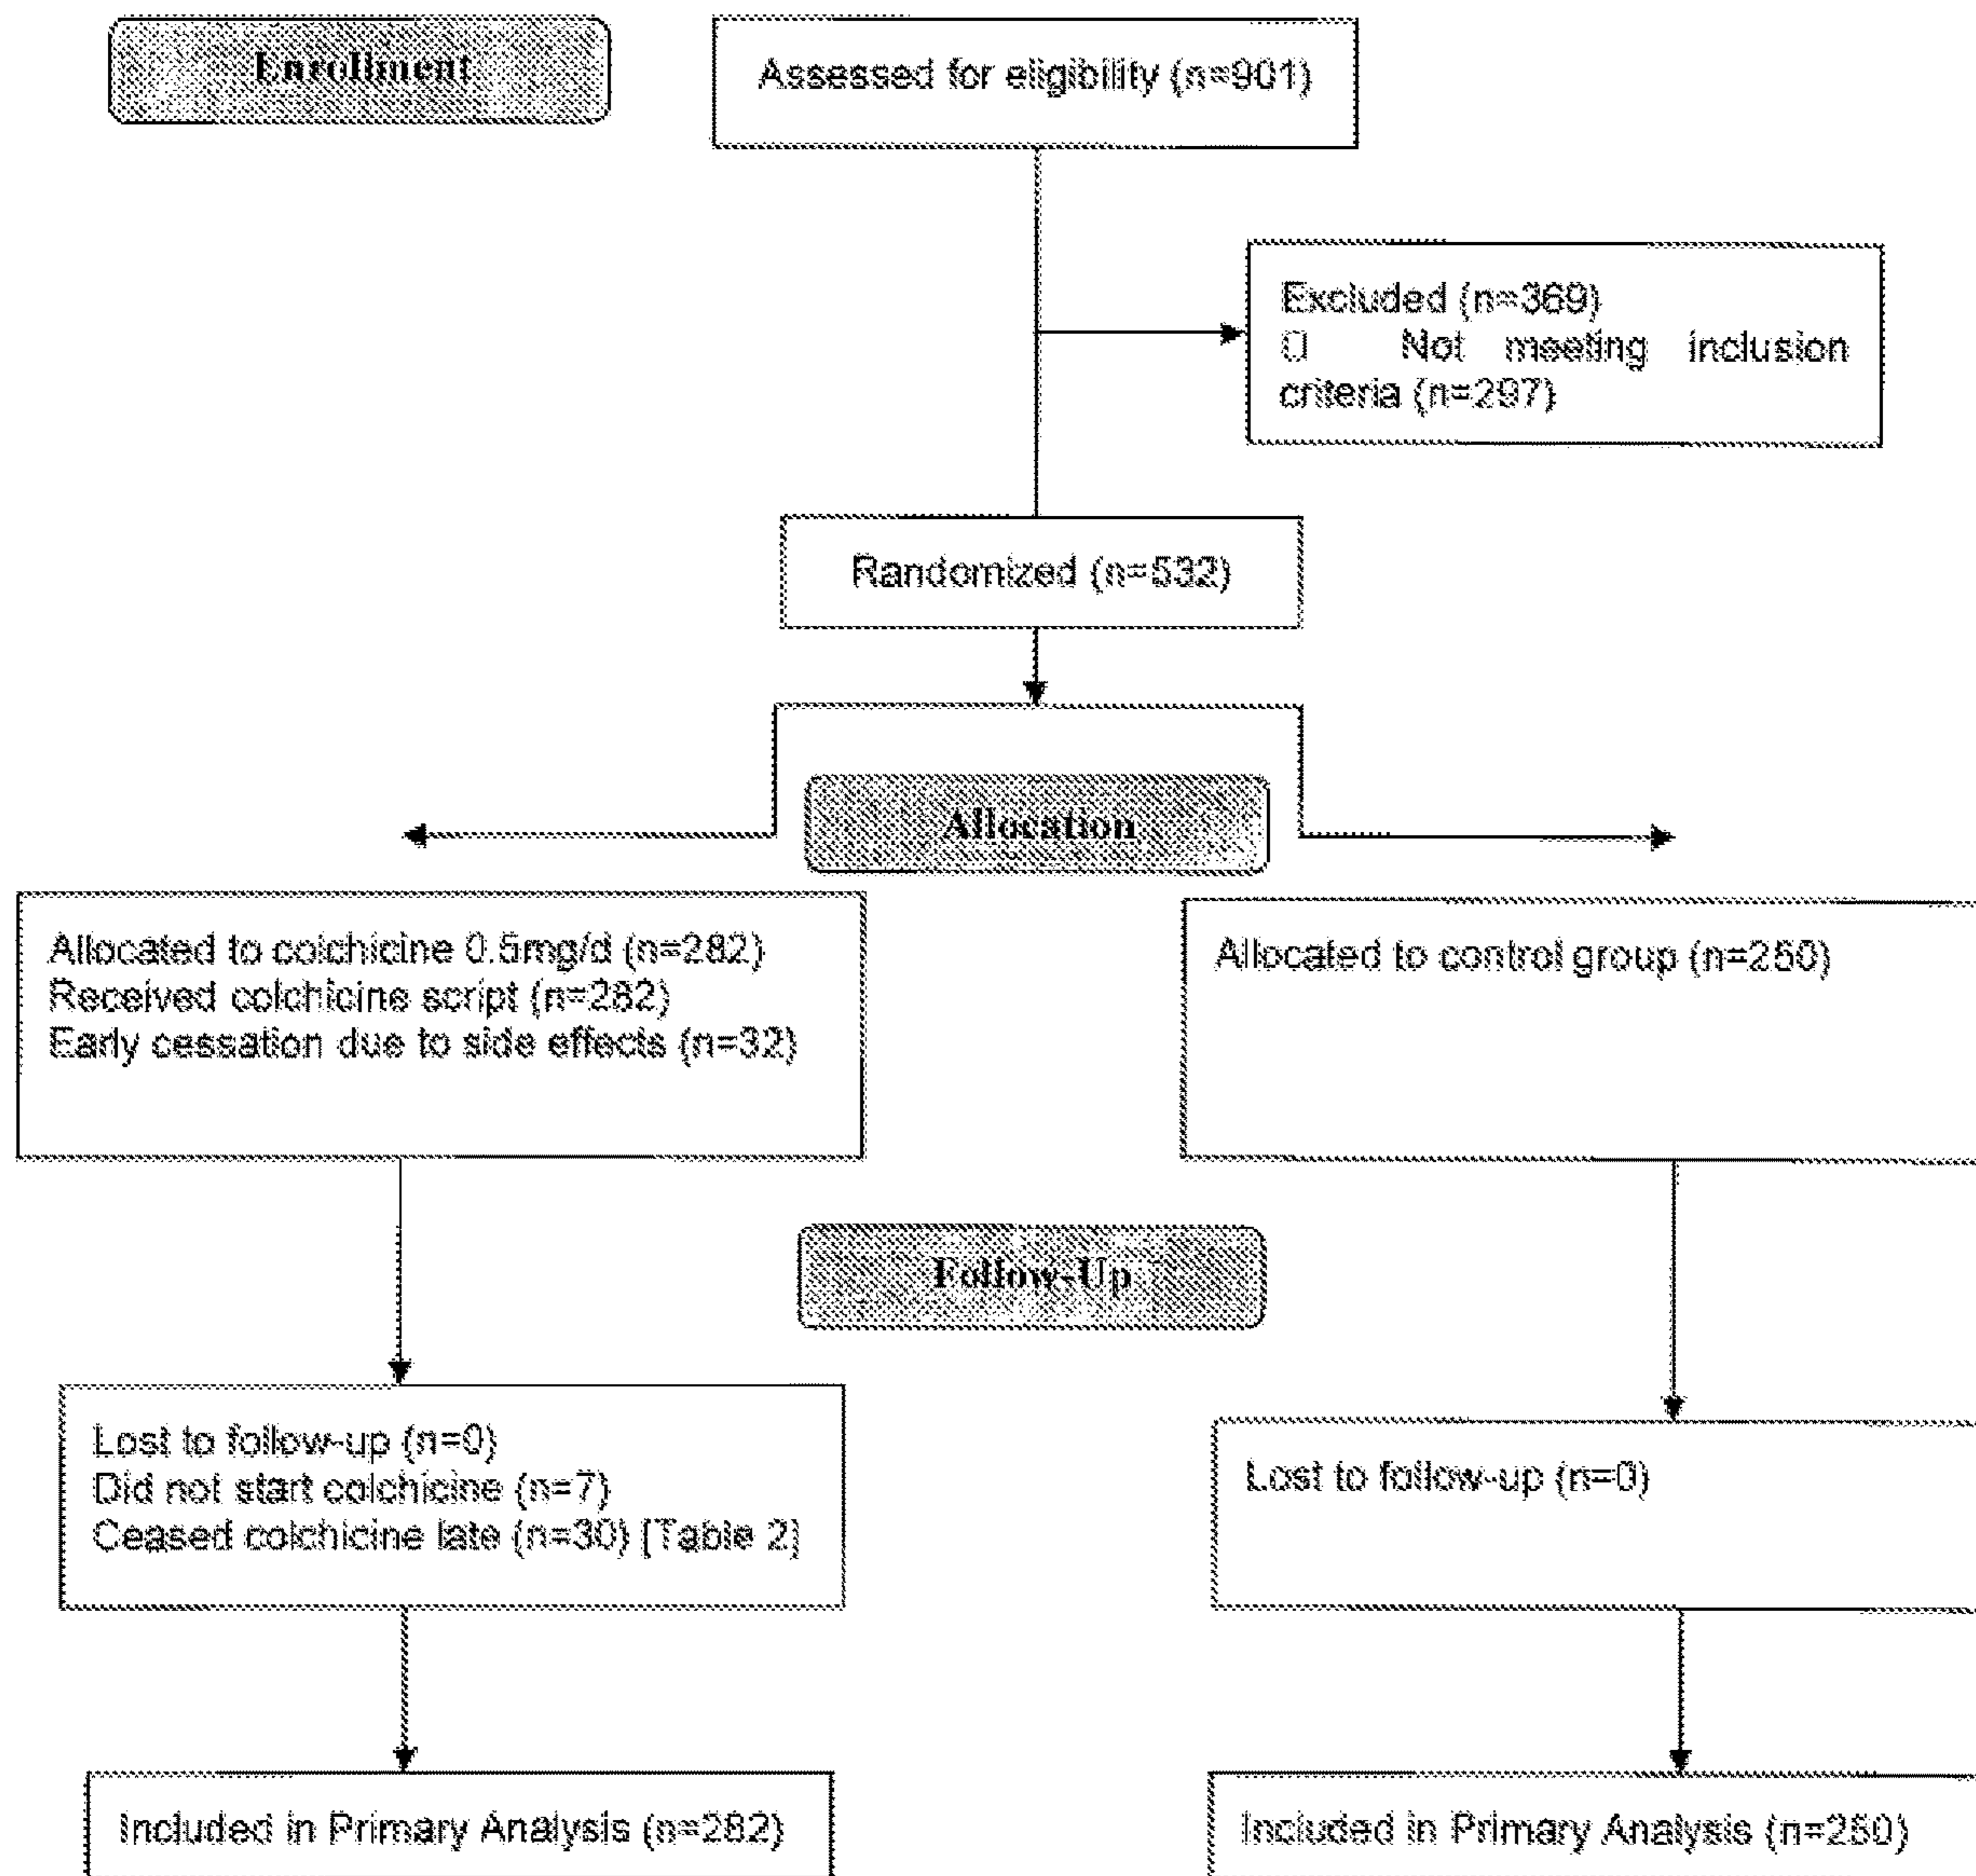 Enrollment
Assessed for eligibility (n=901)
Excluded (n=369)
Not meeting inclusion
criteria (n=297)
Randomized (n=532)
Allocation
Allocated to colchicine 0.5mg/d (n=282)
Received colchicine script (n=282)
Early cessation due to side effects (n=32)
Allocated to control group (n=250)
Follow-Up
Lost to follow-up (n=0)
Did not start colchicine (n=7)
Ceased colchicine late (n=30) [Table 2]
Lost to follow-up (n=0)
Included in Primary Analysis (n=282)
Included in Primary Analysis (n=250)